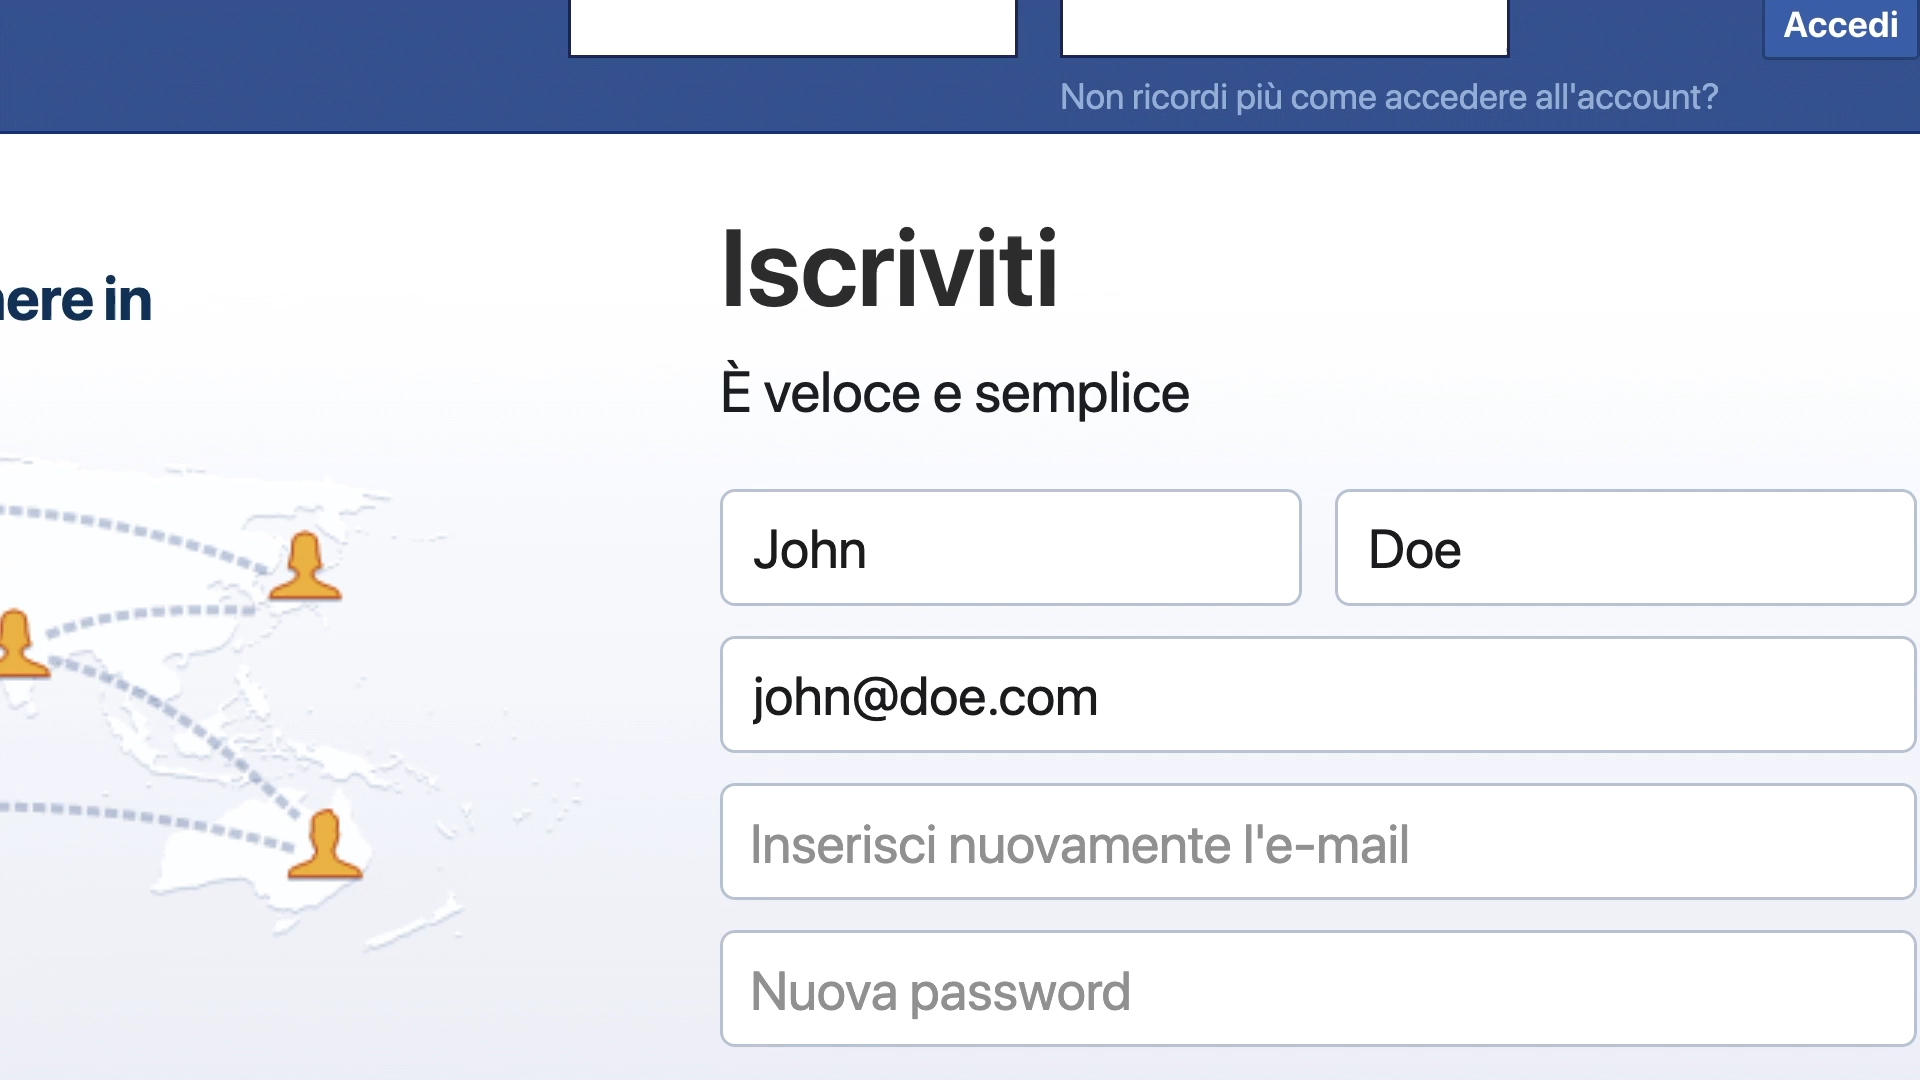 Accedi
Non ricordi più come accedere all'account?
Iscriviti
ere in
È veloce e semplice
John
Doe
john@doe.com
Inserisci nuovamente l'e-mail
Nuova password